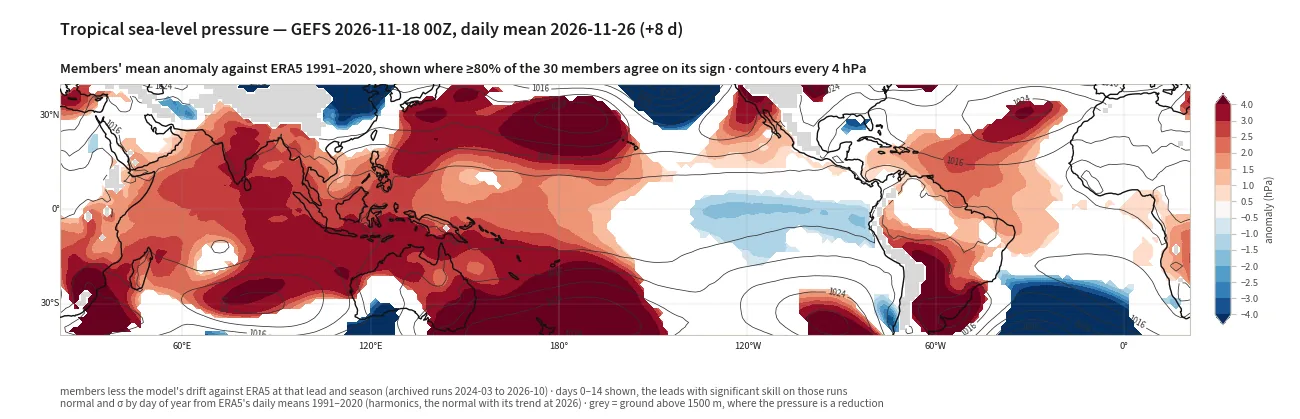 Tropical sea-level pressure — GEFS 2026-11-18 00Z, daily mean 2026-11-26 (+8 d)
Members' mean anomaly against ERA5 1991–2020, shown where ≥80% of the 30 members agree on its sign · contours every 4 hPa
1024
1016
1024
1024
1016
1016
1024
1016
1016
1016
30°N
0°
30°S
60°E
120°E
180°
120°W
60°W
0°
4.0
3.0
2.5
2.0
1.5
1.0
0.5
−0.5
−1.0
−1.5
−2.0
−2.5
−3.0
−4.0
anomaly (hPa)
members less the model's drift against ERA5 at that lead and season (archived runs 2024-03 to 2026-10) · days 0–14 shown, the leads with significant skill on those runs
normal and σ by day of year from ERA5's daily means 1991–2020 (harmonics, the normal with its trend at 2026) · grey = ground above 1500 m, where the pressure is a reduction